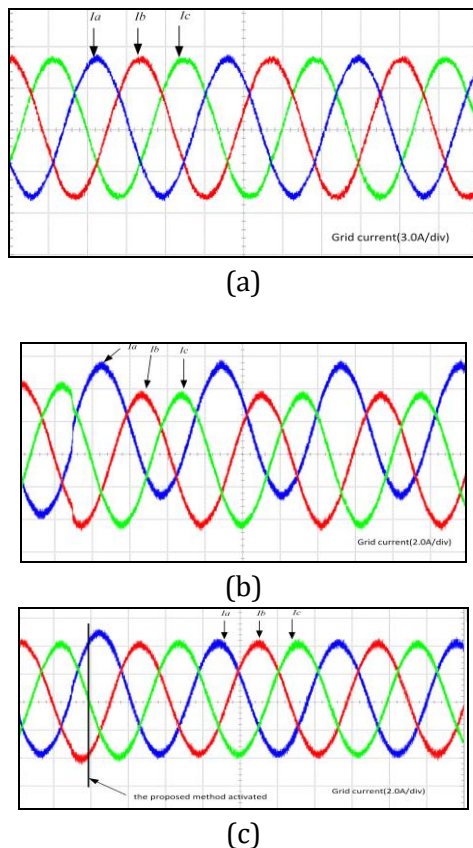 Ia Ib Ic
Grid current(3.0A/div)
(a)
Ia Ib Ic
Grid current(2.0A/div)
(b)
Ia Ib Ic
Grid current(2.0A/div)
the proposed method activated
(c)